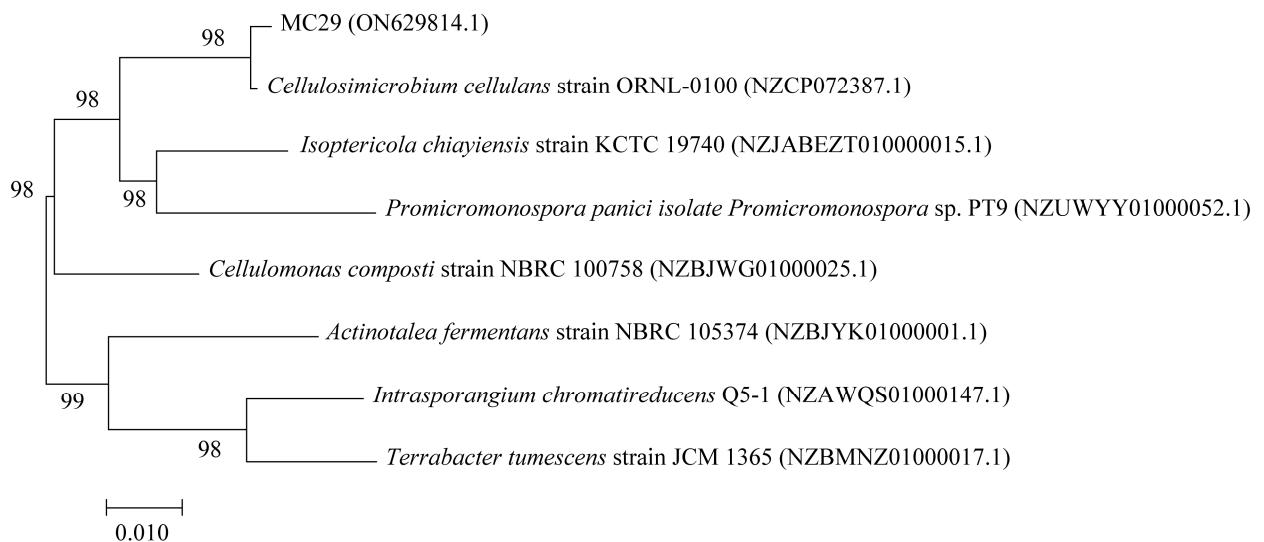 MC29 (ON629814.1)
98
Cellulosimicrobium cellulans strain ORNL-0100 (NZCP072387.1)
98
Isoptericola chiayiensis strain KCTC 19740 (NZJABEZT010000015.1)
98
98
Promicromonospora panici isolate Promicromonospora sp. PT9 (NZUWYY01000052.1)
Cellulomonas composti strain NBRC 100758 (NZBJWG01000025.1)
Actinotalea fermentans strain NBRC 105374 (NZBJYK01000001.1)
99
Intrasporangium chromatireducens Q5-1 (NZAWQS01000147.1)
98
Terrabacter tumescens strain JCM 1365 (NZBMNZ01000017.1)
0.010